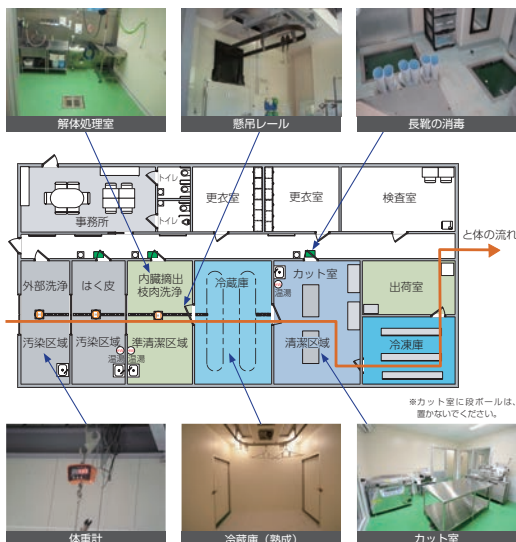 解体処理室
懸吊レール
長靴の消毒
トイレ
トイレ
事務所
更衣室
更衣室
検査室
と体の流れ
外部洗浄
はく皮
内臓摘出
枝肉洗浄
冷蔵庫
カット室
出荷室
温湯
汚染区域
汚染区域
準清潔区域
清潔区域
冷凍庫
温湯
温湯
※カット室に段ボールは、
置かないでください。
体重計
冷蔵庫（熟成）
カット室